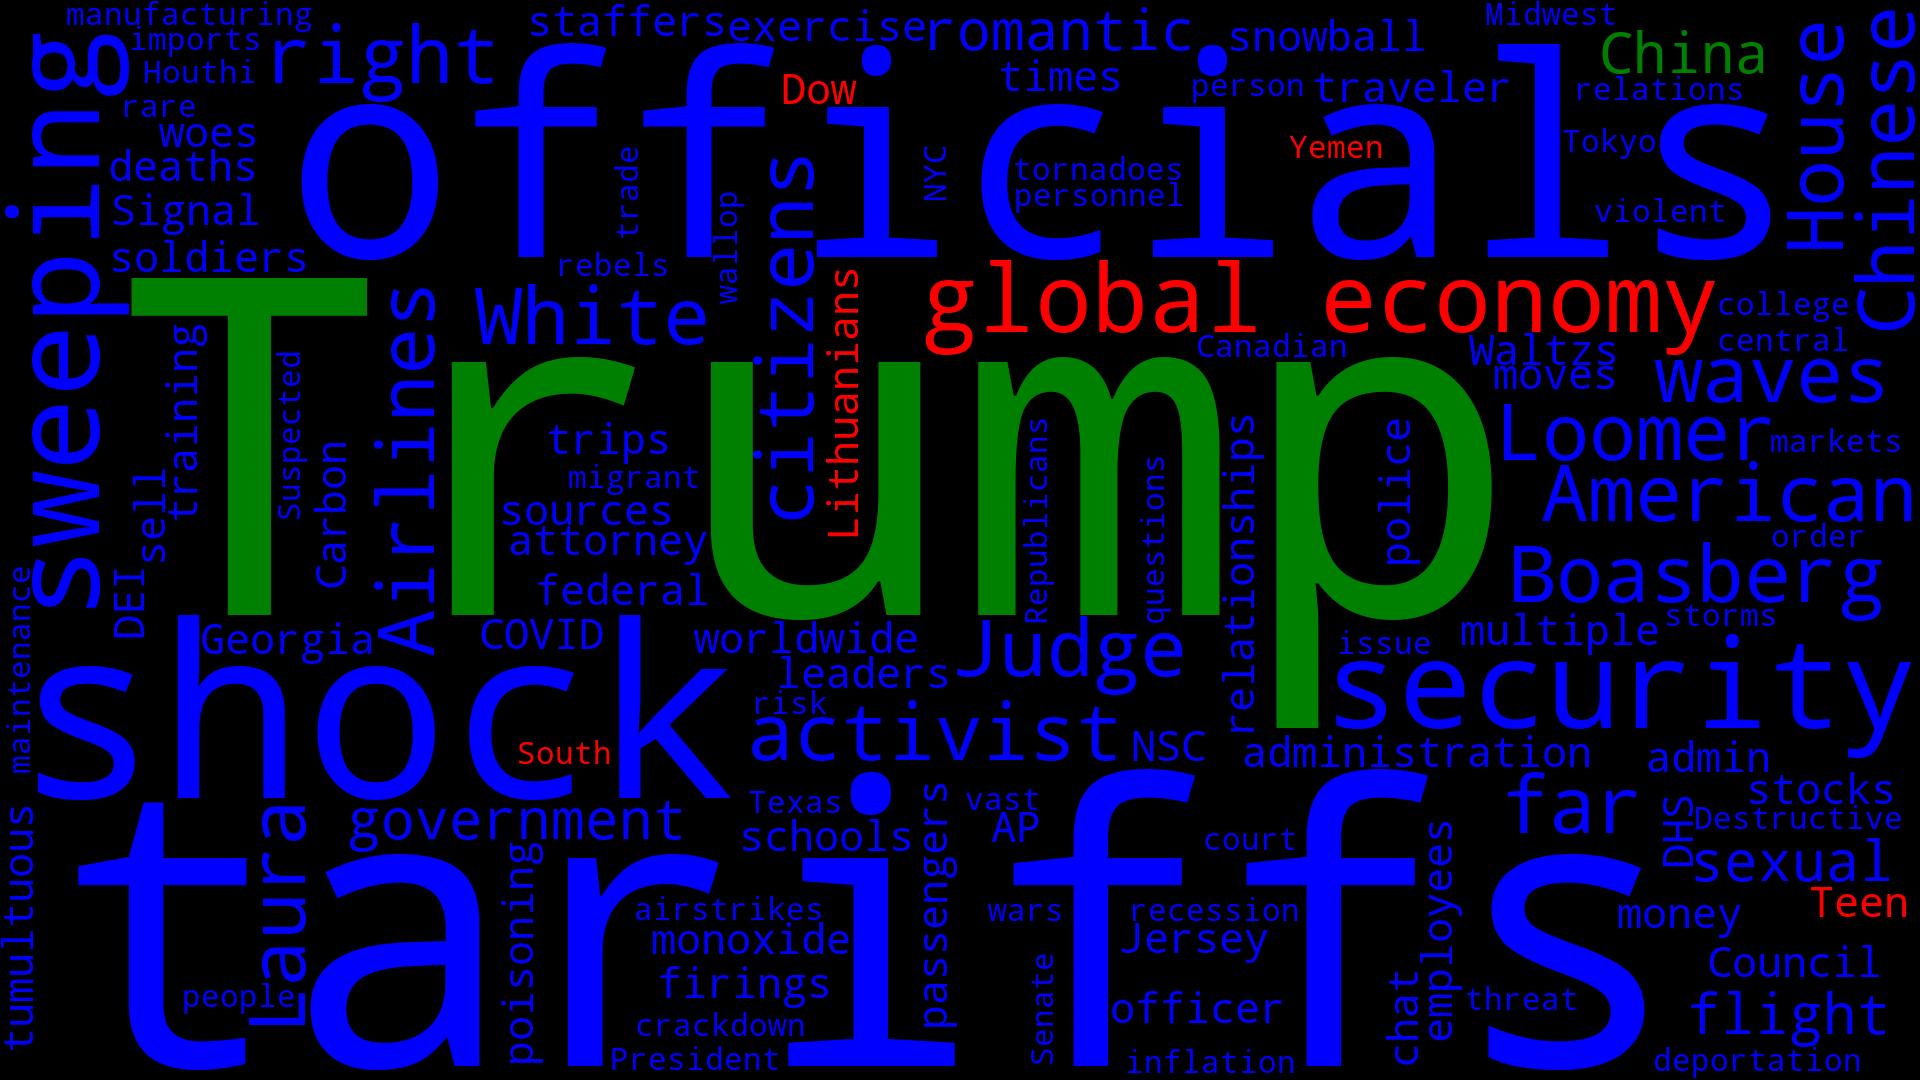 manufacturing
imports
Houthi
rare
woes
deaths
Signal
soldiers
sweeping
right
staffers
exercise
romantic
snowball
Midwest
China
House
Chinese
times
person
traveler
relations
Dow
officials
Yemen
Tokyo
violent
trade
wallop
citizens
NYC
tornadoes
personnel
rebels
White
Lithuanians
global economy
college
central
Canadian
Waltzs
moves
waves
Loomer
markets
American
order
Boasberg
storms
Trump
training
Suspected
sell
Carbon
Airlines
trips
migrant
sources
attorney
federal
Republicans
questions
relationships
police
DEI
maintenance
Georgia
COVID
worldwide
leaders
Judge
issue
multiple
security
shock
South
risk
activist
NSC
administration
admin
stocks
Destructive
far
DHS
sexual
Teen
money
Council
flight
deportation
tumultuous
Laura
government
Texas
schools
passengers
vast
AP
court
employees
tariffs
people
poisoning
airstrikes
monoxide
firings
crackdown
President
wars
recession
Jersey
Senate
officer
inflation
chat
threat